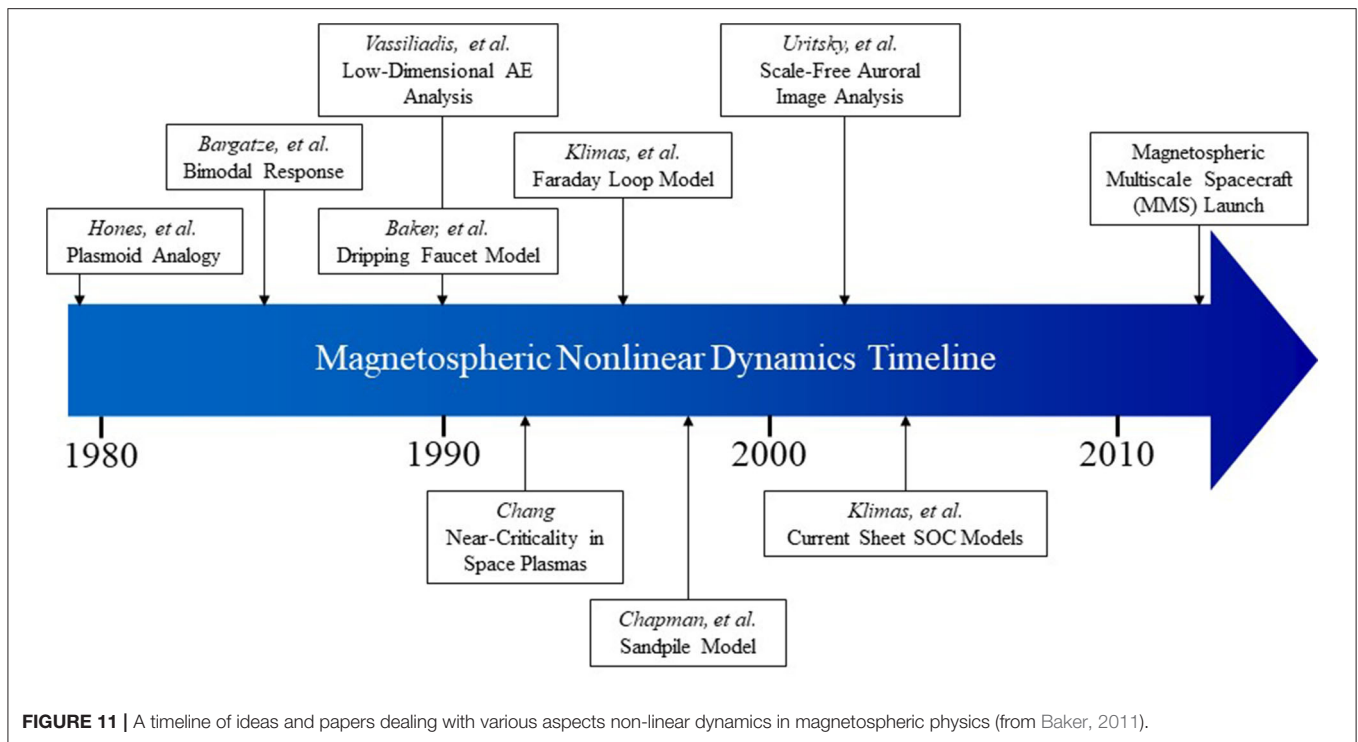 Vassiliadis, et al.
Low-Dimensional AE
Analysis
Uritsky, et al.
Scale-Free Auroral
Image Analysis
Bargatze, et al.
Bimodal Response
Klimas, et al.
Faraday Loop Model
Magnetospheric
Multiscale Spacecraft
(MMS) Launch
Hones, et al.
Plasmoid Analogy
Baker, et al.
Dripping Faucet Model
Magnetospheric Nonlinear Dynamics Timeline
1980
1990
2000
2010
Chang
Near-Criticality in
Space Plasmas
Klimas, et al.
Current Sheet SOC Models
Chapman, et al.
Sandpile Model
FIGURE 11 | A timeline of ideas and papers dealing with various aspects non-linear dynamics in magnetospheric physics (from Baker, 2011).